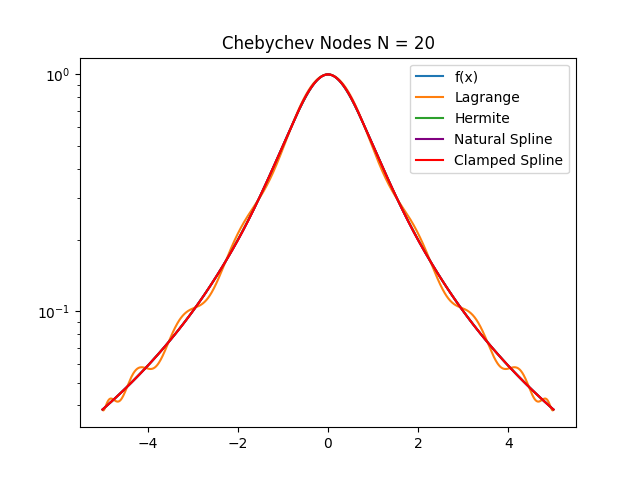 Chebychev Nodes N = 20
f(x)
Lagrange
Hermite
Natural Spline
Clamped Spline
10⁰
10⁻¹
−4 −2 0 2 4